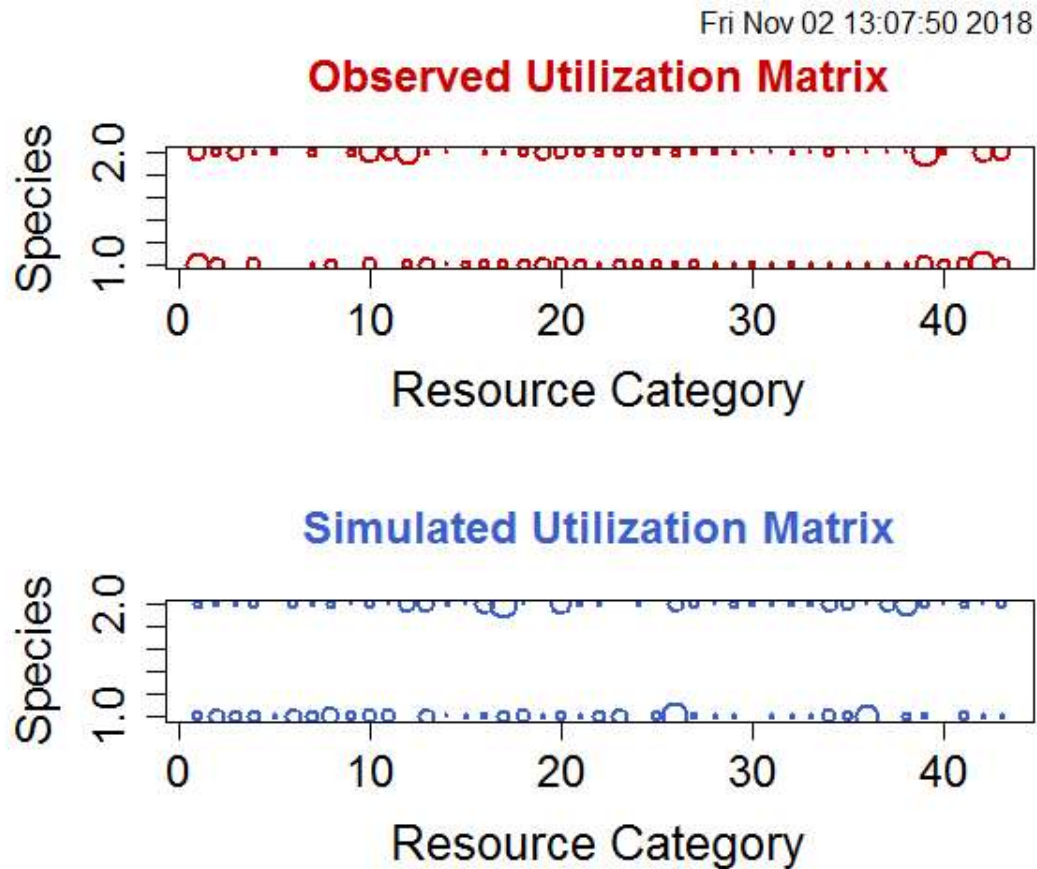 Fri Nov 02 13:07:50 2018
Observed Utilization Matrix
Species
2.0
1.0
0 10 20 30 40
Resource Category
Simulated Utilization Matrix
Species
2.0
1.0
0 10 20 30 40
Resource Category